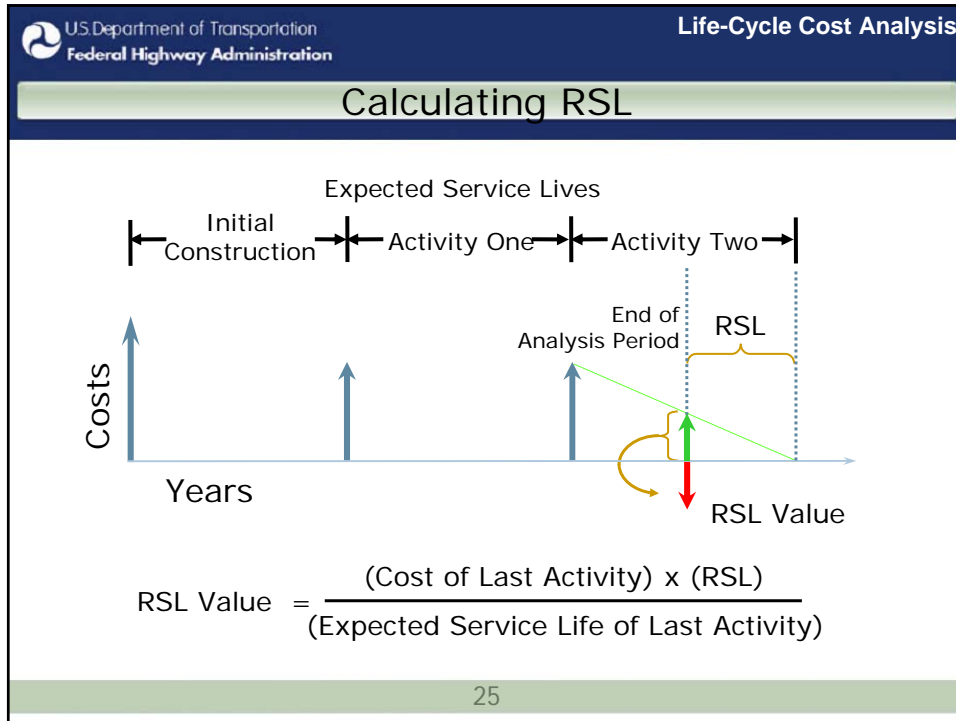 U.S.Department of Transportation
Federal Highway Administration
Life-Cycle Cost Analysis
Calculating RSL
Expected Service Lives
Initial
Construction
Activity One
Activity Two
End of
Analysis Period
RSL
Costs
Years
RSL Value
RSL Value = (Cost of Last Activity) x (RSL)
(Expected Service Life of Last Activity)
25